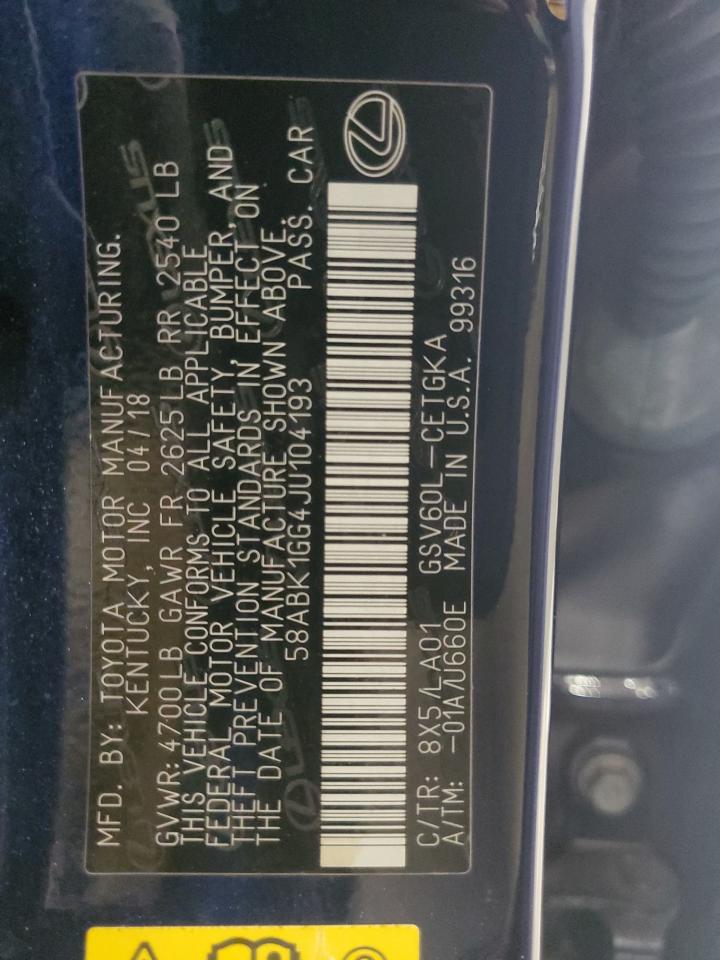 MFD. BY: TOYOTA MOTOR MANUFACTURING.
KENTUCKY, INC 04/18
GVWR: 4700LB GAWR FR 2625LB RR 2540 LB
THIS VEHICLE CONFORMS TO ALL APPLICABLE
FEDERAL MOTOR VEHICLE SAFETY, BUMPER, AND
THEFT PREVENTION STANDARDS IN EFFECT ON
THE DATE OF MANUFACTURE SHOWN ABOVE.
58ABK1GG4JU104193 PASS. CAR
C/TR: 8X5/LA01 GSV60L-CETGKA
A/TM: -01A/U660E MADE IN U.S.A. 99316